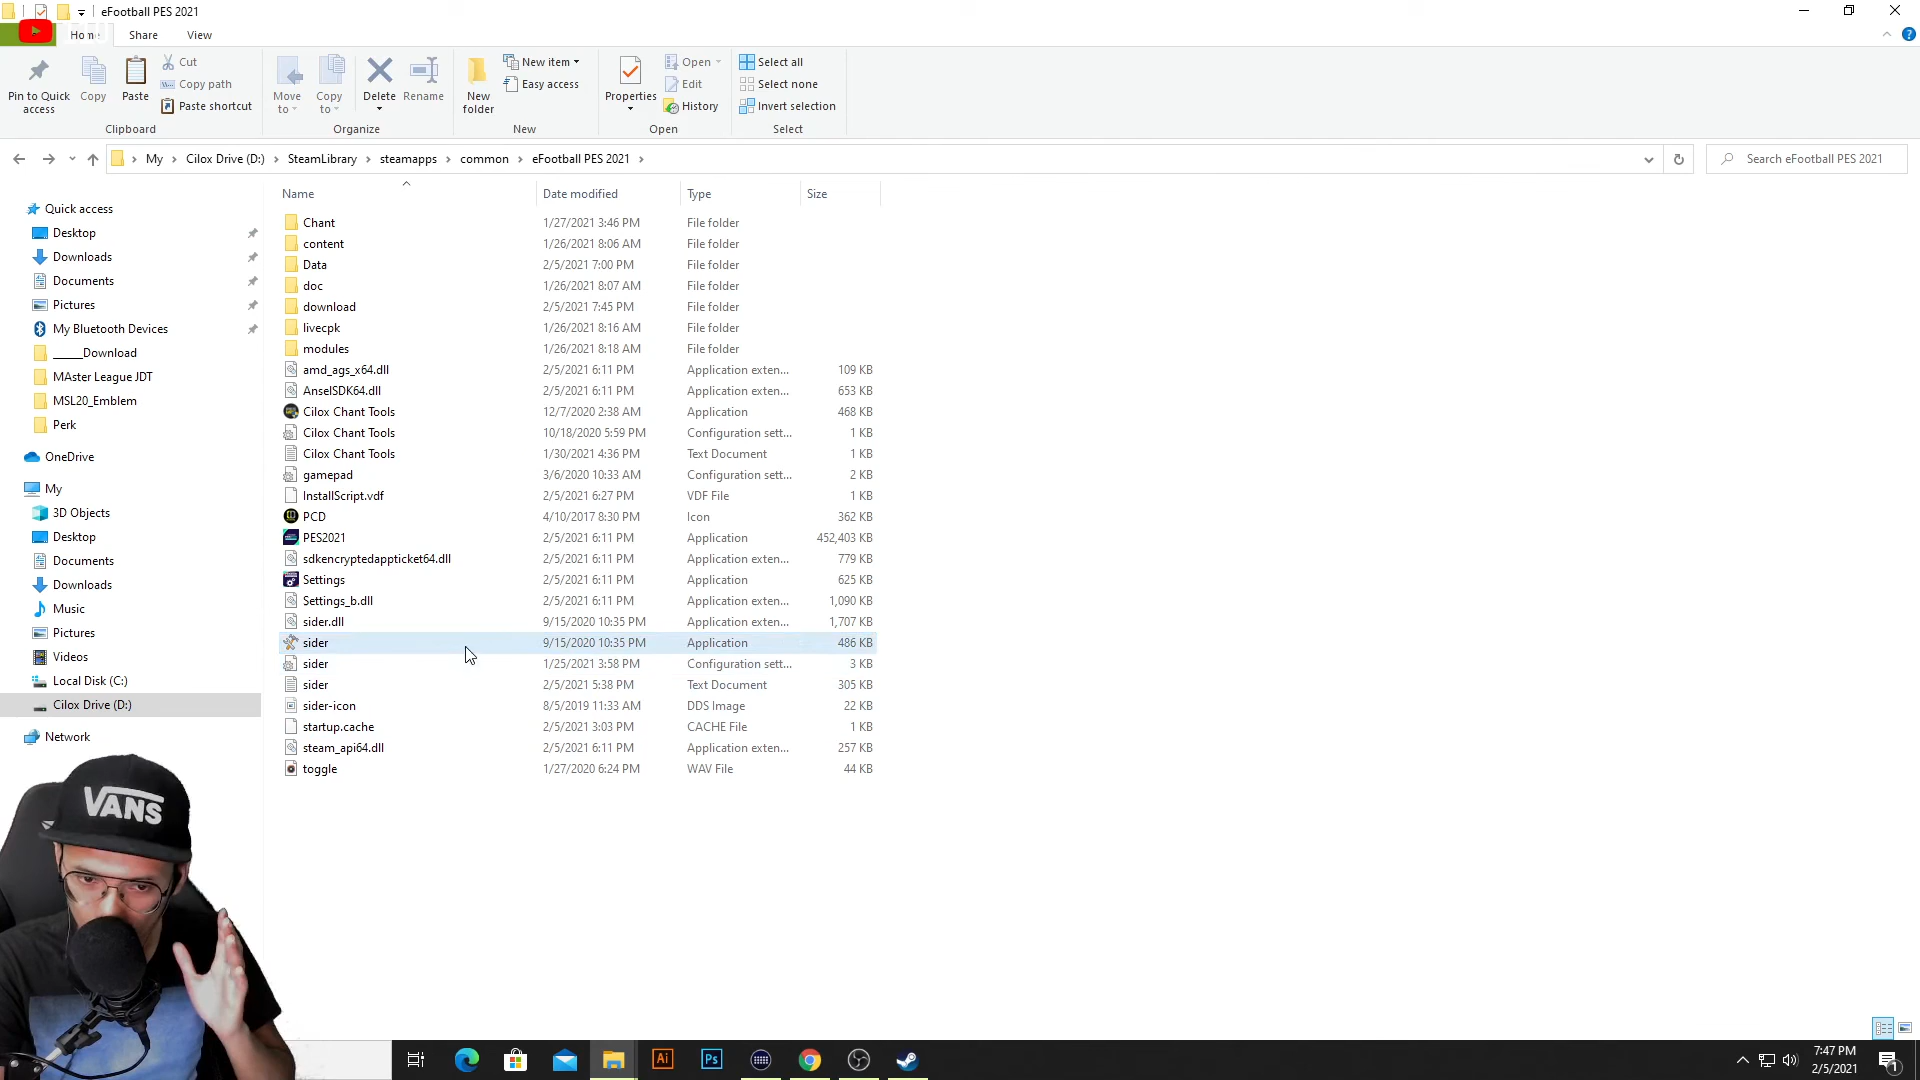 eFootball PES 2021
Home Share View
Pin to Quick access
Copy
Paste
Cut
Copy path
Paste shortcut
Clipboard
Move to
Copy to
Delete
Rename
Organize
New folder
New item
Easy access
New
Properties
Open
Edit
History
Open
Select all
Select none
Invert selection
Select
My > Cilox Drive (D:) > SteamLibrary > steamapps > common > eFootball PES 2021 >
Search eFootball PES 2021
Quick access
Desktop
Downloads
Documents
Pictures
My Bluetooth Devices
_____Download
MAster League JDT
MSL20_Emblem
Perk
OneDrive
My
3D Objects
Desktop
Documents
Downloads
Music
Pictures
Videos
Local Disk (C:)
Cilox Drive (D:)
Network
Name Date modified Type Size
Chant 1/27/2021 3:46 PM File folder
content 1/26/2021 8:06 AM File folder
Data 2/5/2021 7:00 PM File folder
doc 1/26/2021 8:07 AM File folder
download 2/5/2021 7:45 PM File folder
livecpk 1/26/2021 8:16 AM File folder
modules 1/26/2021 8:18 AM File folder
amd_ags_x64.dll 2/5/2021 6:11 PM Application exten... 109 KB
AnselSDK64.dll 2/5/2021 6:11 PM Application exten... 653 KB
Cilox Chant Tools 12/7/2020 2:38 AM Application 468 KB
Cilox Chant Tools 10/18/2020 5:59 PM Configuration sett... 1 KB
Cilox Chant Tools 1/30/2021 4:36 PM Text Document 1 KB
gamepad 3/6/2020 10:33 AM Configuration sett... 2 KB
InstallScript.vdf 2/5/2021 6:27 PM VDF File 1 KB
PCD 4/10/2017 8:30 PM Icon 362 KB
PES2021 2/5/2021 6:11 PM Application 452,403 KB
sdkencryptedappticket64.dll 2/5/2021 6:11 PM Application exten... 779 KB
Settings 2/5/2021 6:11 PM Application 625 KB
Settings_b.dll 2/5/2021 6:11 PM Application exten... 1,090 KB
sider.dll 9/15/2020 10:35 PM Application exten... 1,707 KB
sider 9/15/2020 10:35 PM Application 486 KB
sider 1/25/2021 3:58 PM Configuration sett... 3 KB
sider 2/5/2021 5:38 PM Text Document 305 KB
sider-icon 8/5/2019 11:33 AM DDS Image 22 KB
startup.cache 2/5/2021 3:03 PM CACHE File 1 KB
steam_api64.dll 2/5/2021 6:11 PM Application exten... 257 KB
toggle 1/27/2020 6:24 PM WAV File 44 KB
VANS
Ai
Ps
7:47 PM
2/5/2021
1